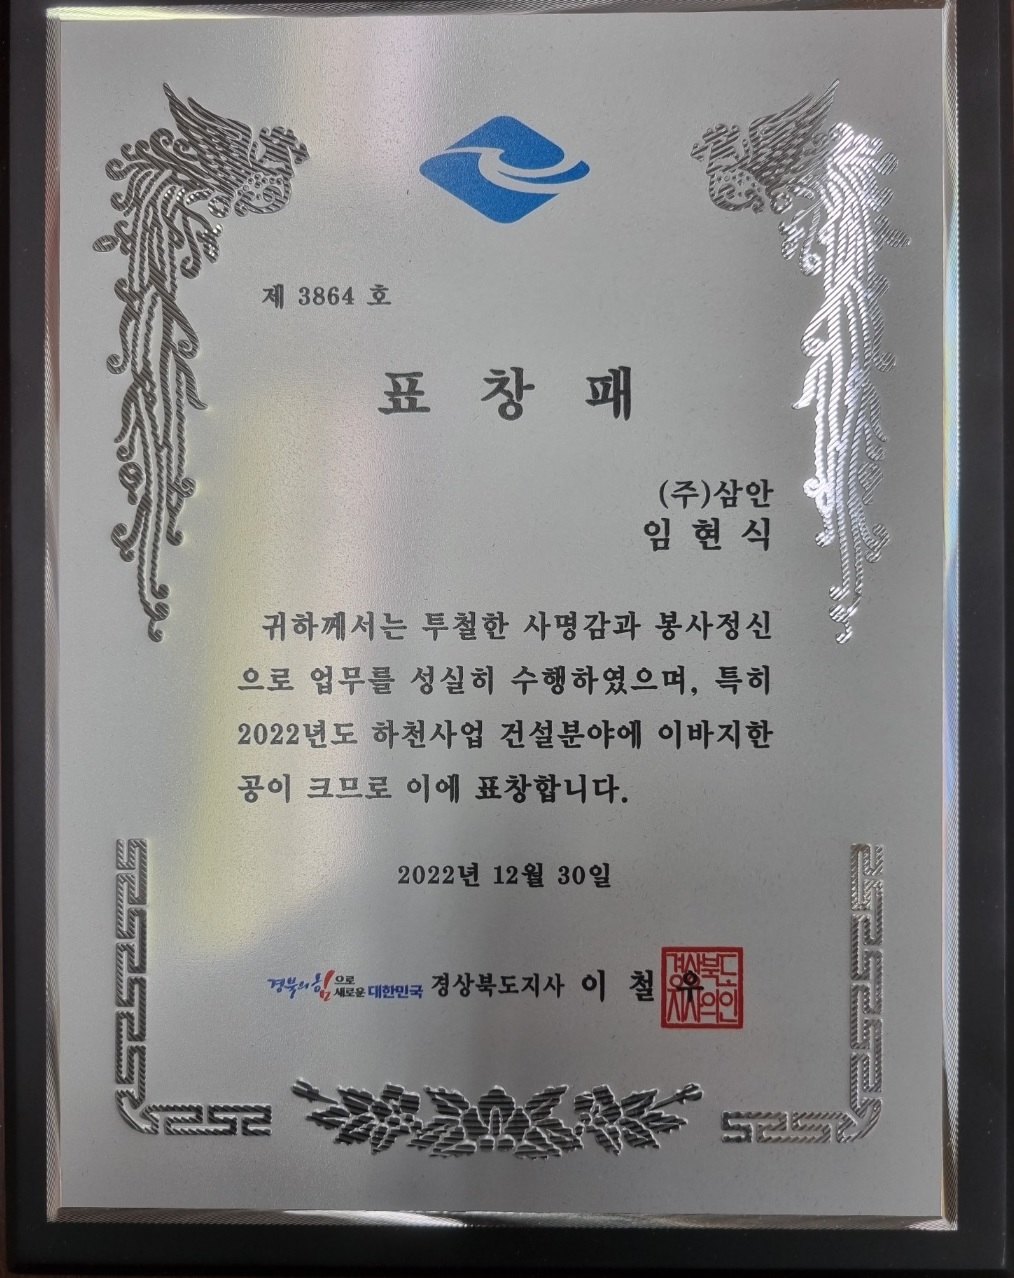 제 3864 호
표 창 패
(주)삼안
임 현 식
귀하께서는 투철한 사명감과 봉사정신
으로 업무를 성실히 수행하였으며, 특히
2022년도 하천사업 건설분야에 이바지한
공이 크므로 이에 표창합니다.
2022년 12월 30일
경북의 힘!으로 새로운 대한민국 경상북도지사 이 철 우
경상북도
지사의인